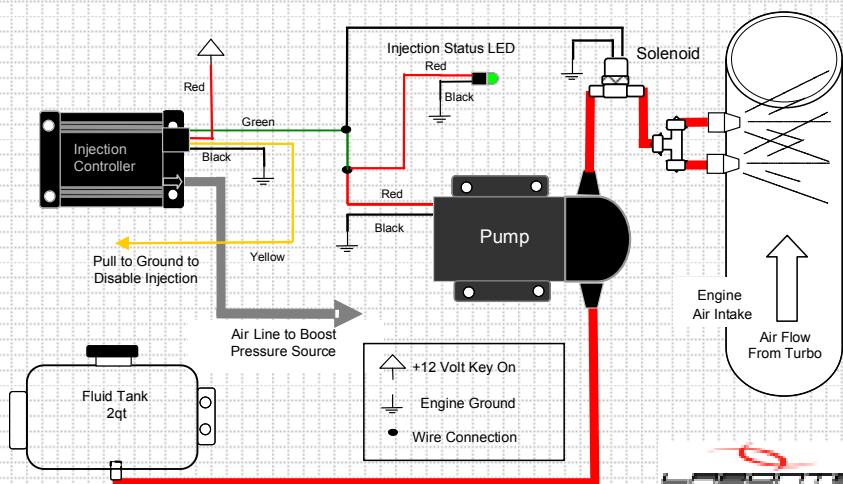 Injection Status LED
Solenoid
Red
Red
Black
Green
Injection
Controller
Black
Red
Black
Pump
Yellow
Pull to Ground to
Disable Injection
Air Line to Boost
Pressure Source
Engine
Air Intake
Air Flow
From Turbo
Fluid Tank
2qt
+12 Volt Key On
Engine Ground
Wire Connection